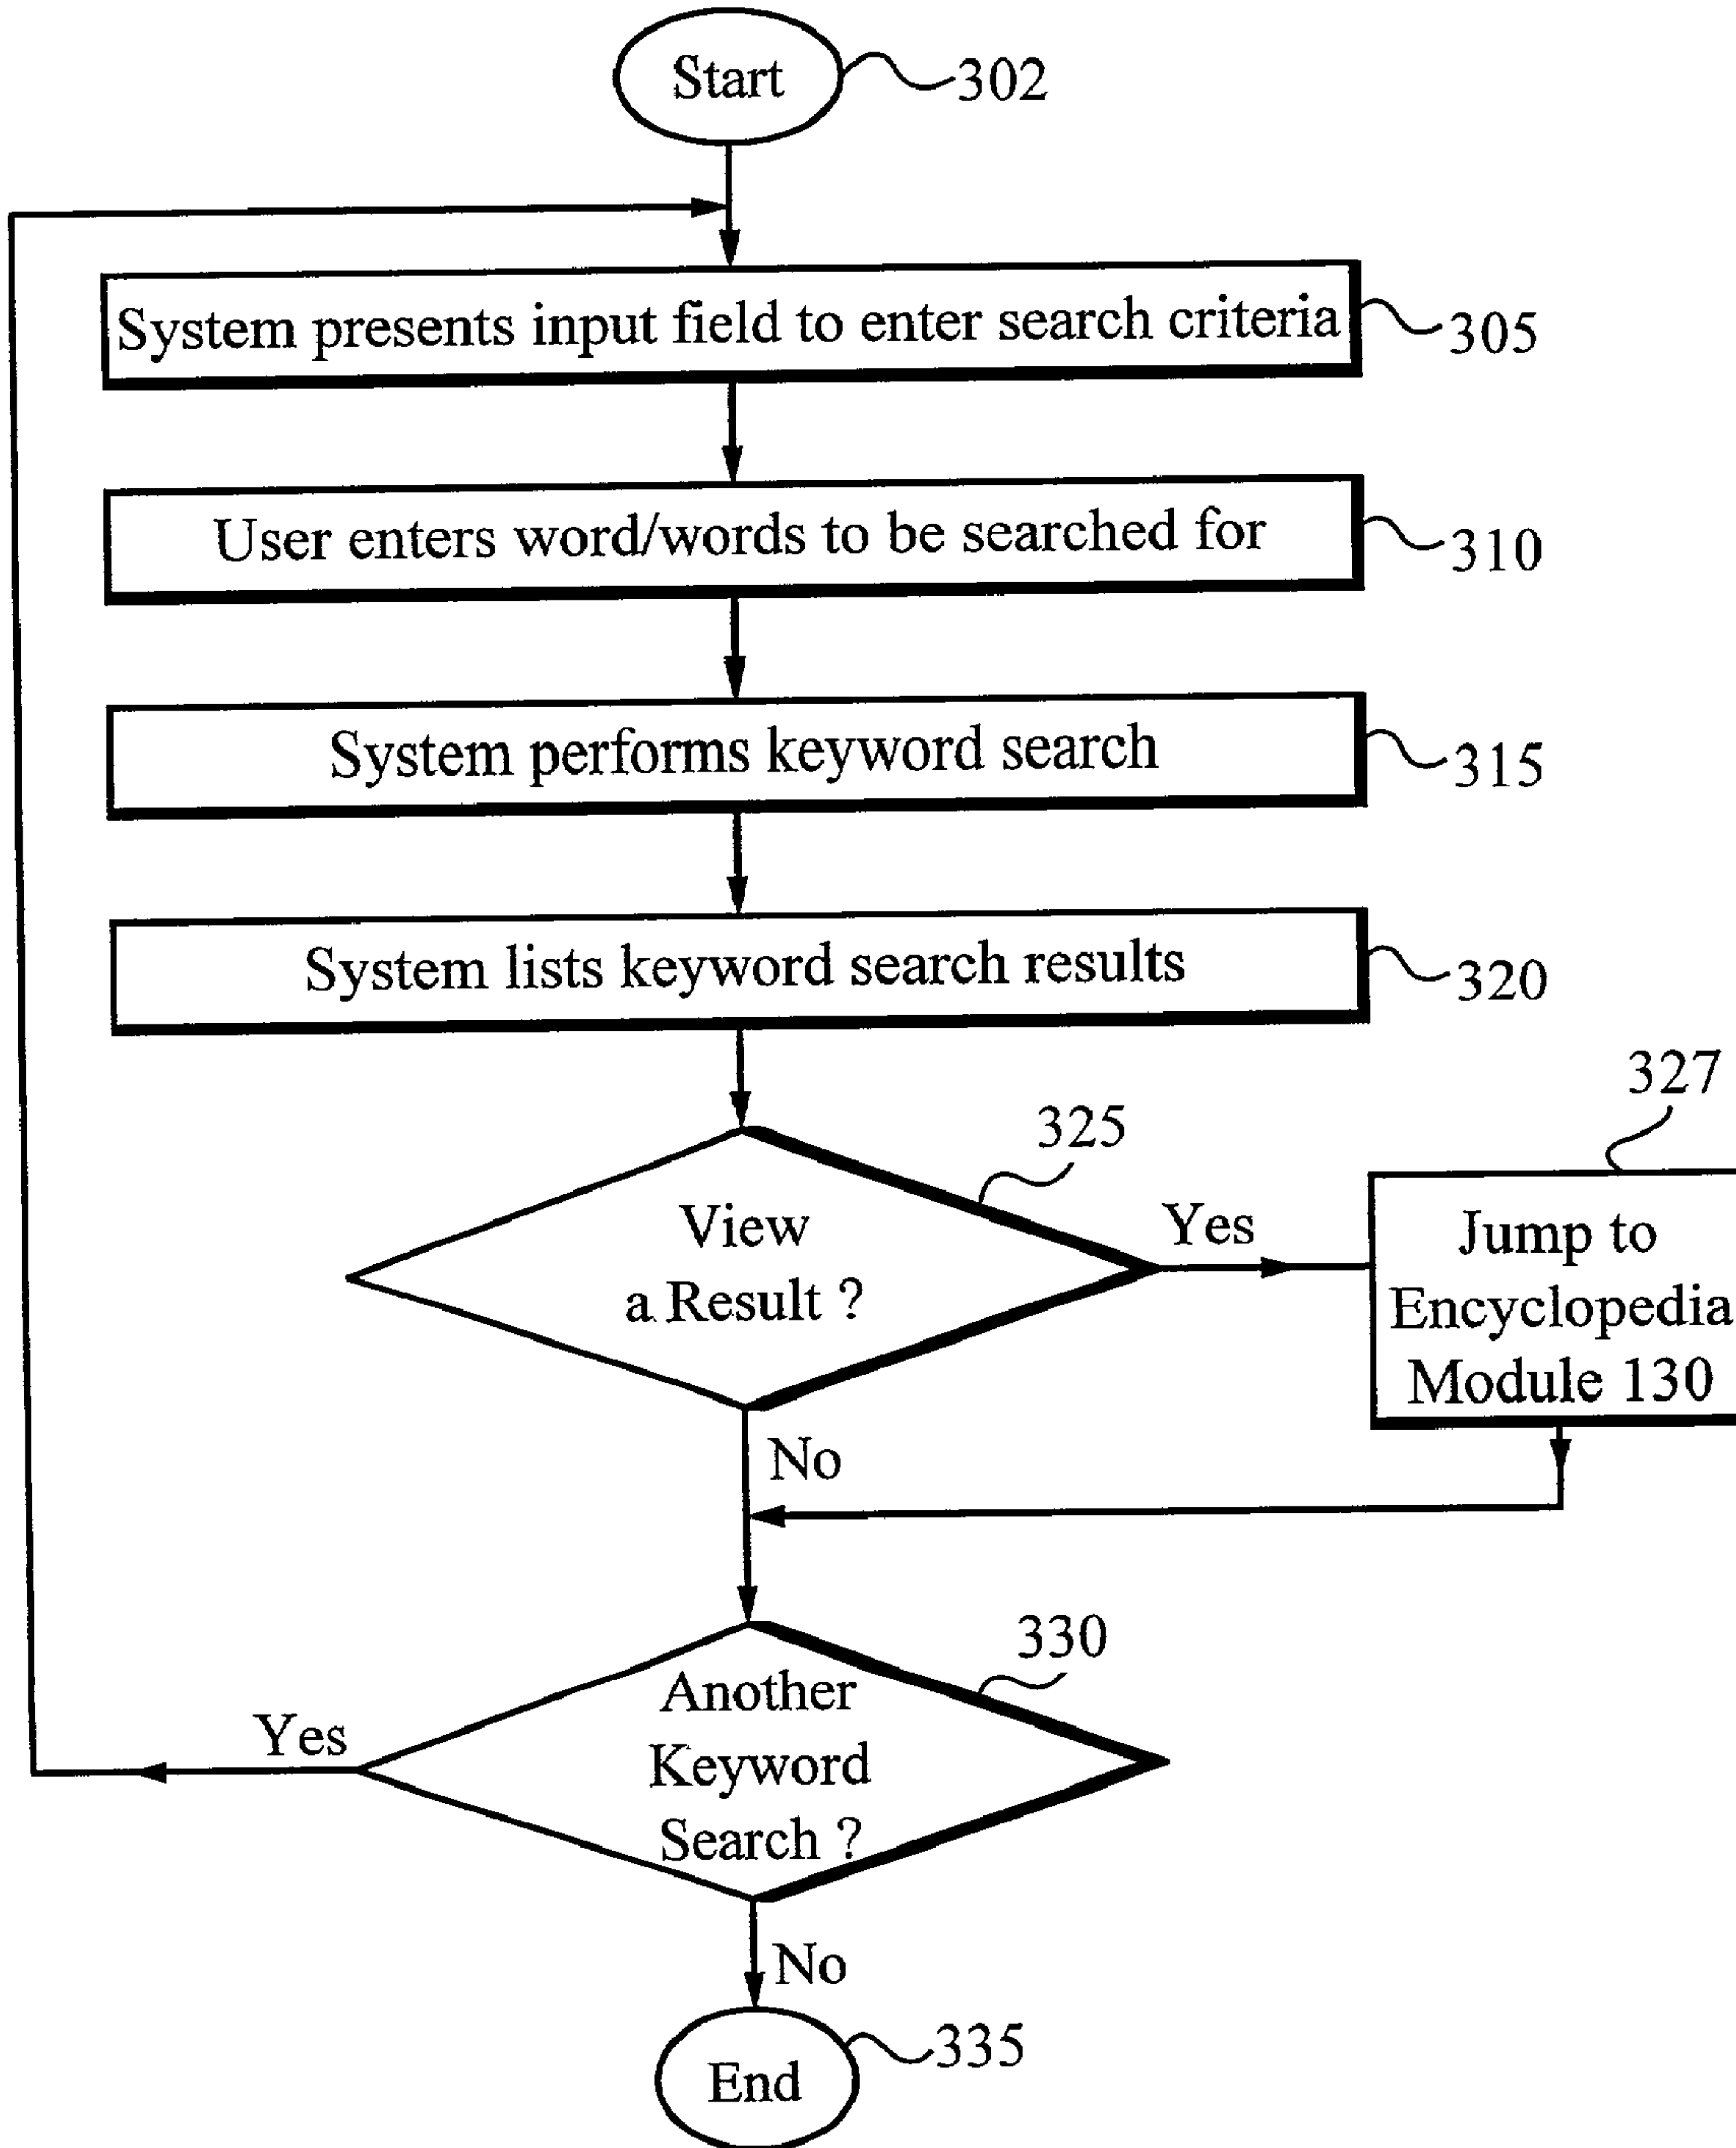 Start
302
System presents input field to enter search criteria
305
User enters word/words to be searched for
310
System performs keyword search
315
System lists keyword search results
320
327
325
View
a Result ?
Yes
Jump to
Encyclopedia
Module 130
No
330
Another
Keyword
Search ?
Yes
No
335
End